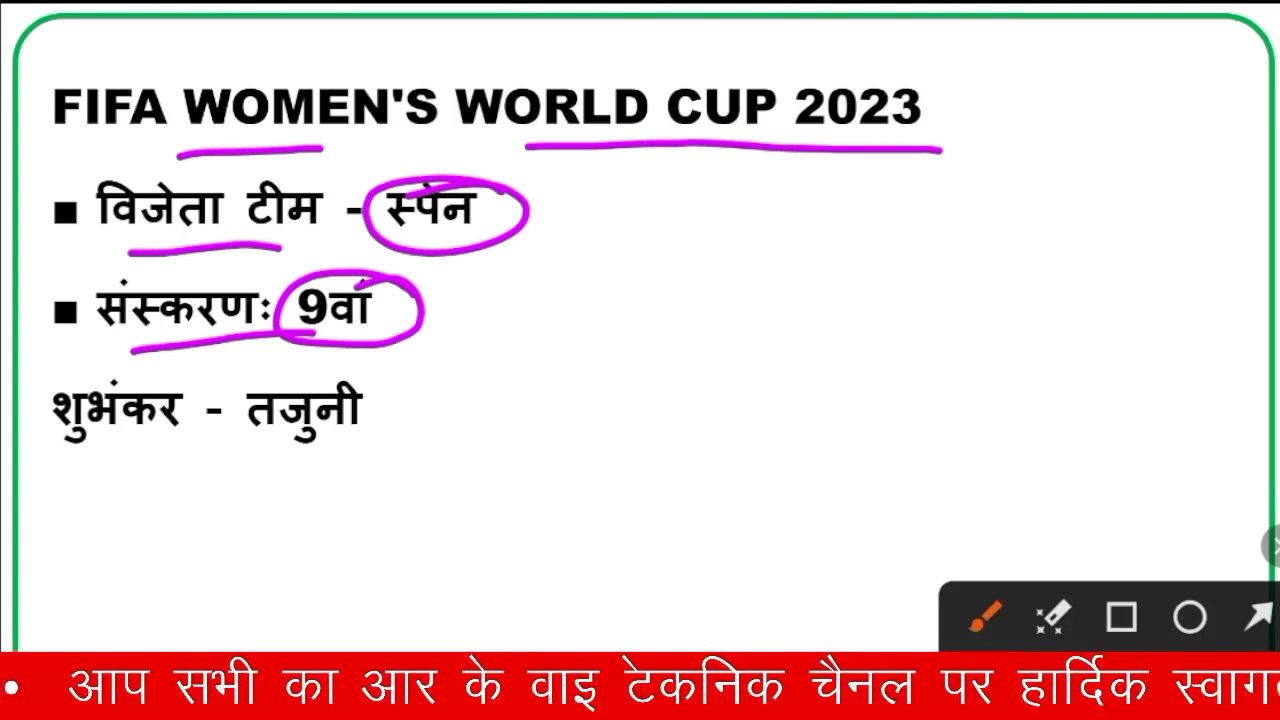 FIFA WOMEN'S WORLD CUP 2023
▪ विजेता टीम - स्पेन
▪ संस्करणः 9वां
शुभंकर - तजुनी
• आप सभी का आर के वाइ टेकनिक चैनल पर हार्दिक स्वाग